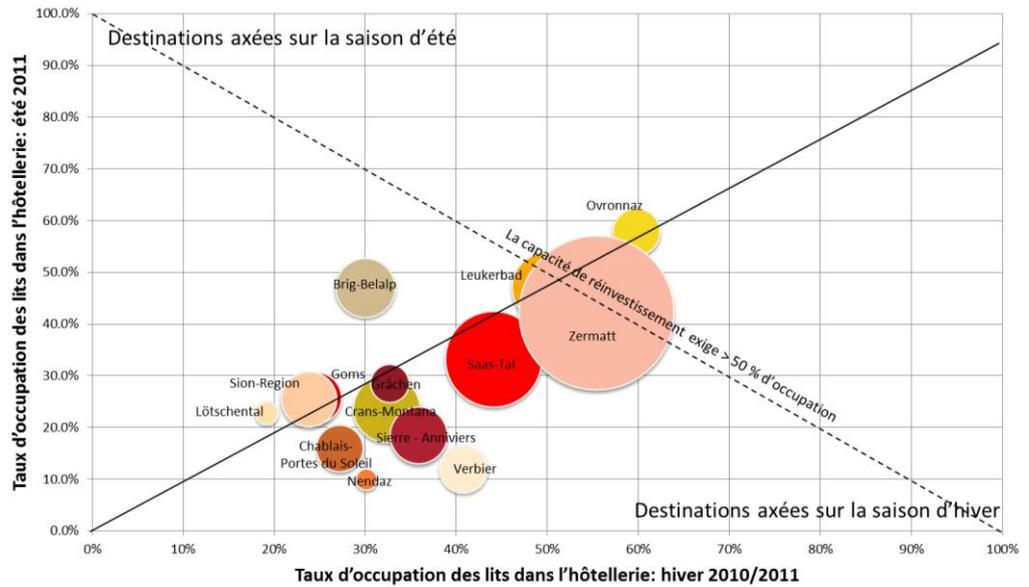 100.0%
90.0%
80.0%
70.0%
60.0%
50.0%
40.0%
30.0%
20.0%
10.0%
0.0%
Taux d'occupation des lits dans l'hôtellerie: été 2011
Destinations axées sur la saison d'été
Ovronnaz
La capacité de réinvestissement exige > 50 % d'occupation
Leukerbad
Brig-Belalp
Zermatt
Saas-Tal
Goms
Sion-Region
Grächen
Lötschental
Crans-Montana
Sierre - Anniviers
Chablais-
Portes du Soleil
Verbier
Nendaz
Destinations axées sur la saison d'hiver
0%
10%
20%
30%
40%
50%
60%
70%
80%
90%
100%
Taux d'occupation des lits dans l'hôtellerie: hiver 2010/2011